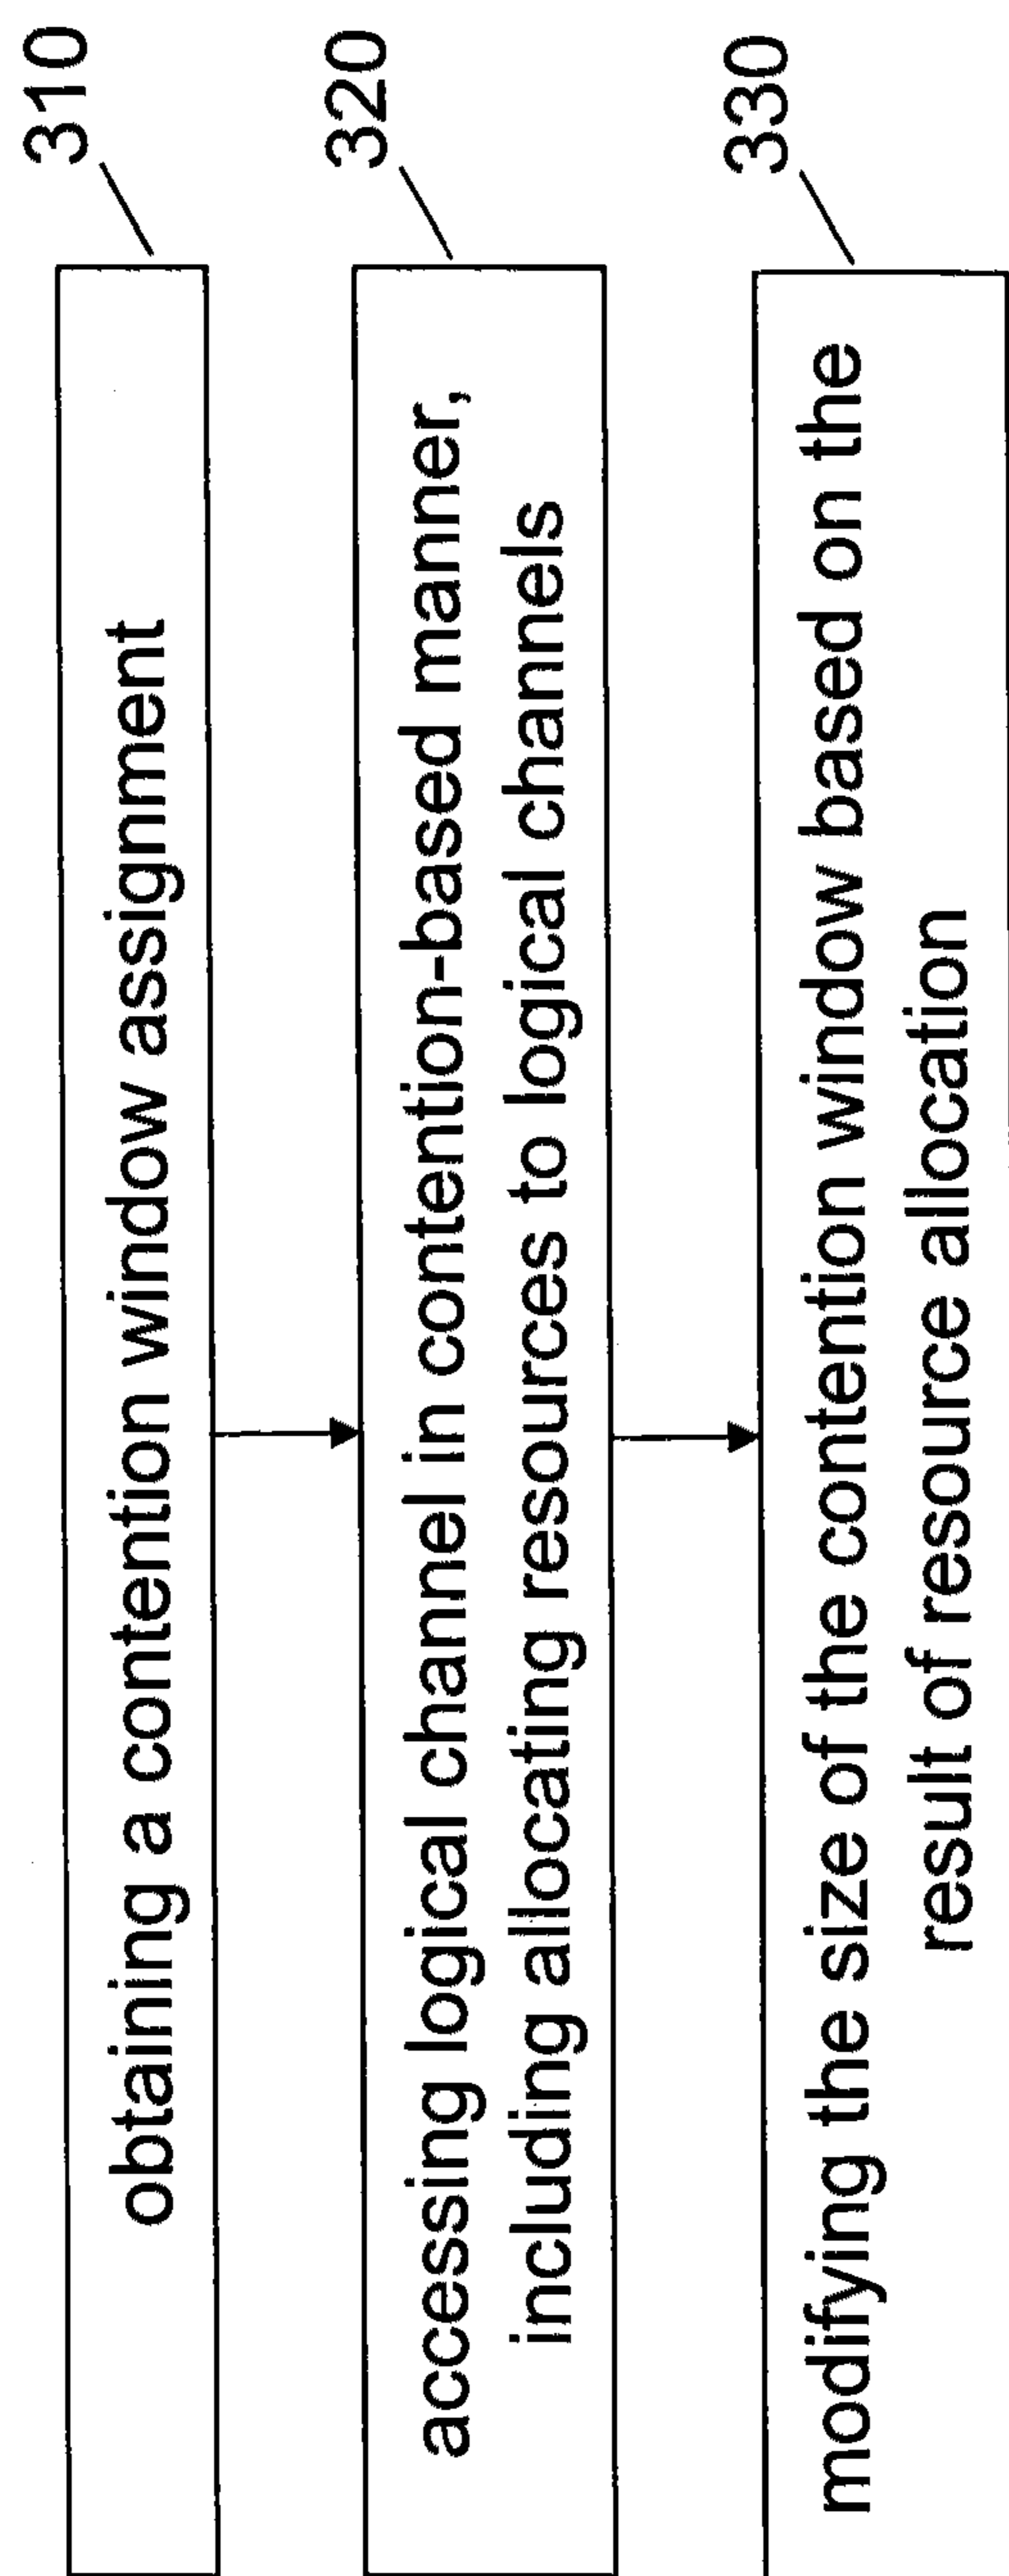 310
obtaining a contention window assignment
320
accessing logical channel in contention-based manner,
including allocating resources to logical channels
330
modifying the size of the contention window based on the
result of resource allocation